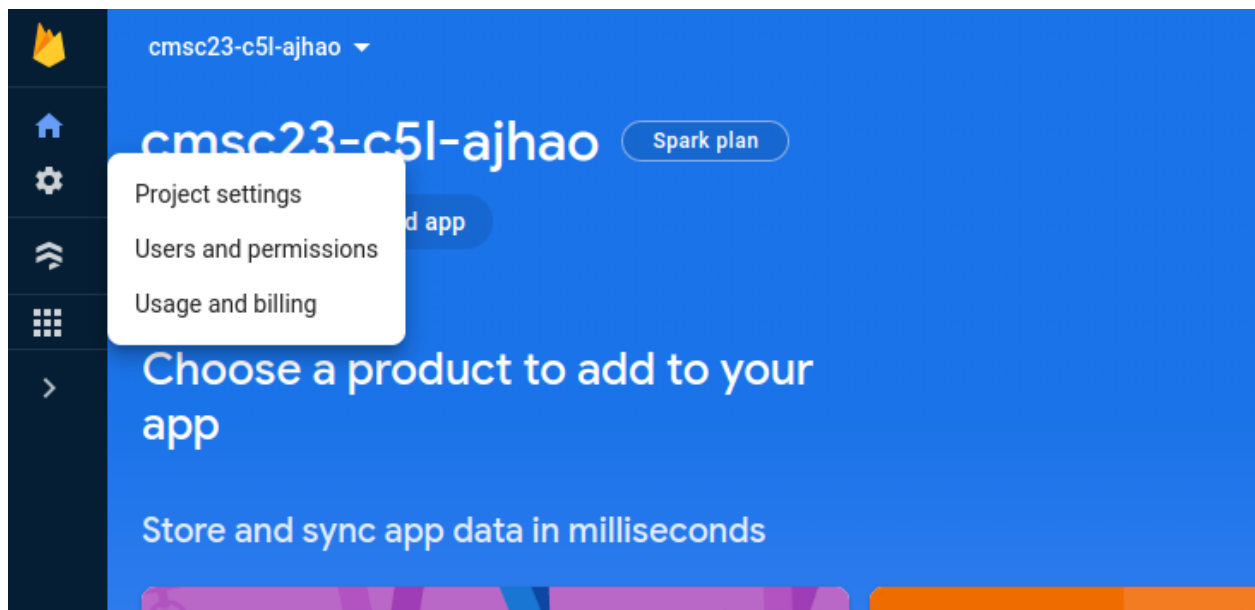 cmsc23-c5l-ajhao
cmsc23-c5l-ajhao
Spark plan
Project settings
app
Users and permissions
Usage and billing
Choose a product to add to your
app
Store and sync app data in milliseconds